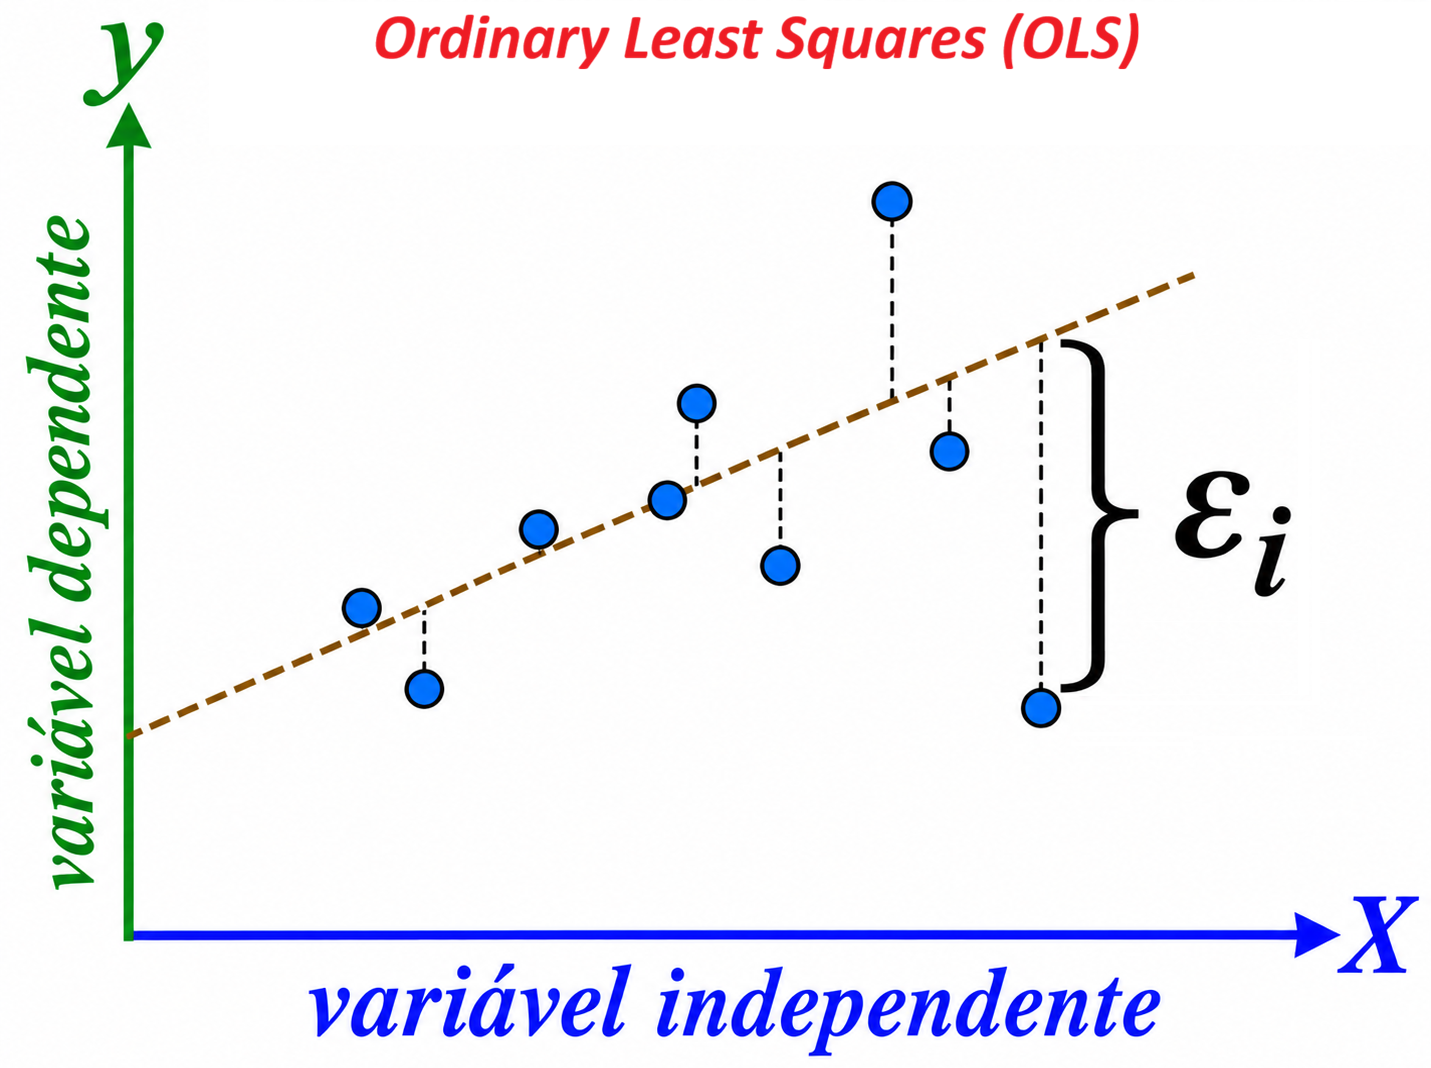 Ordinary Least Squares (OLS)
y
variável dependente
εi
X
variável independente